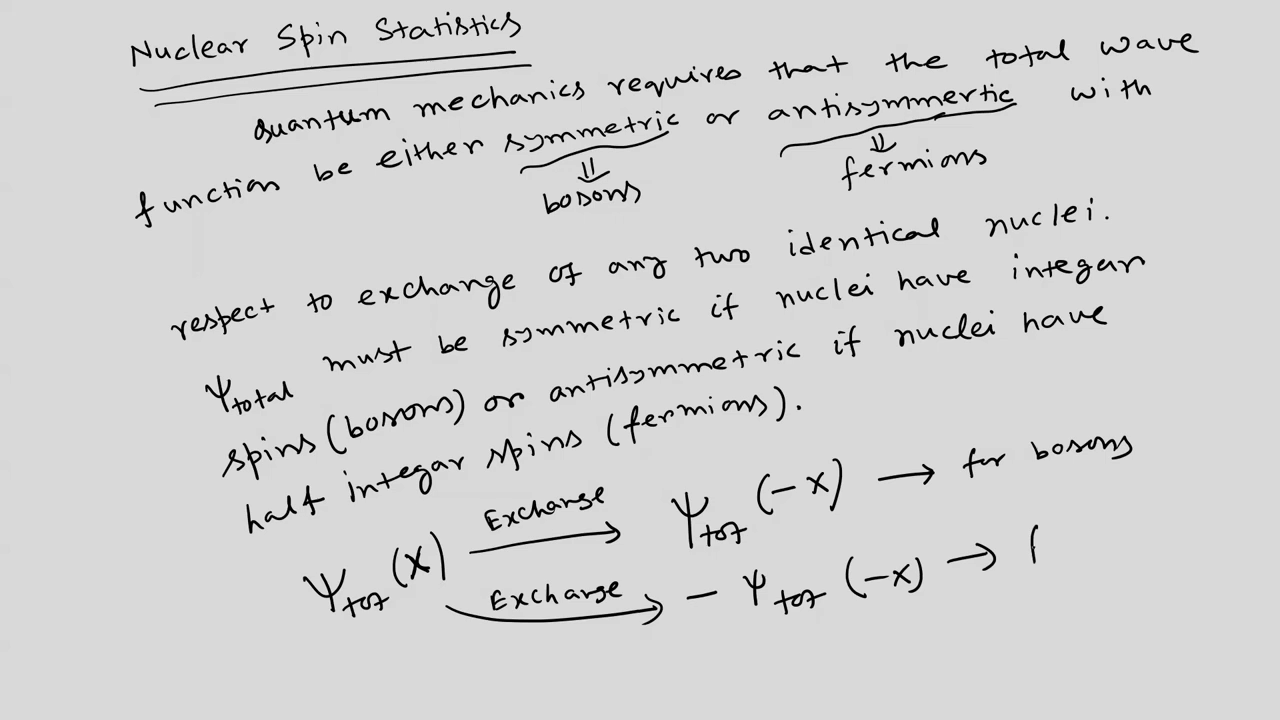 Nuclear Spin Statistics
quantum mechanics requires that the total wave
function be either symmetric or antisymmertic with
⇓ bosons ⇓ fermions
respect to exchange of any two identical nuclei.
Ψtotal must be symmetric if nuclei have integar
spins (bosons) or antisymmetric if nuclei have
half integar spins (fermions).
Ψtot (x) Exchange → Ψtot (-x) → for bosons
Exchange → - Ψtot (-x) → (